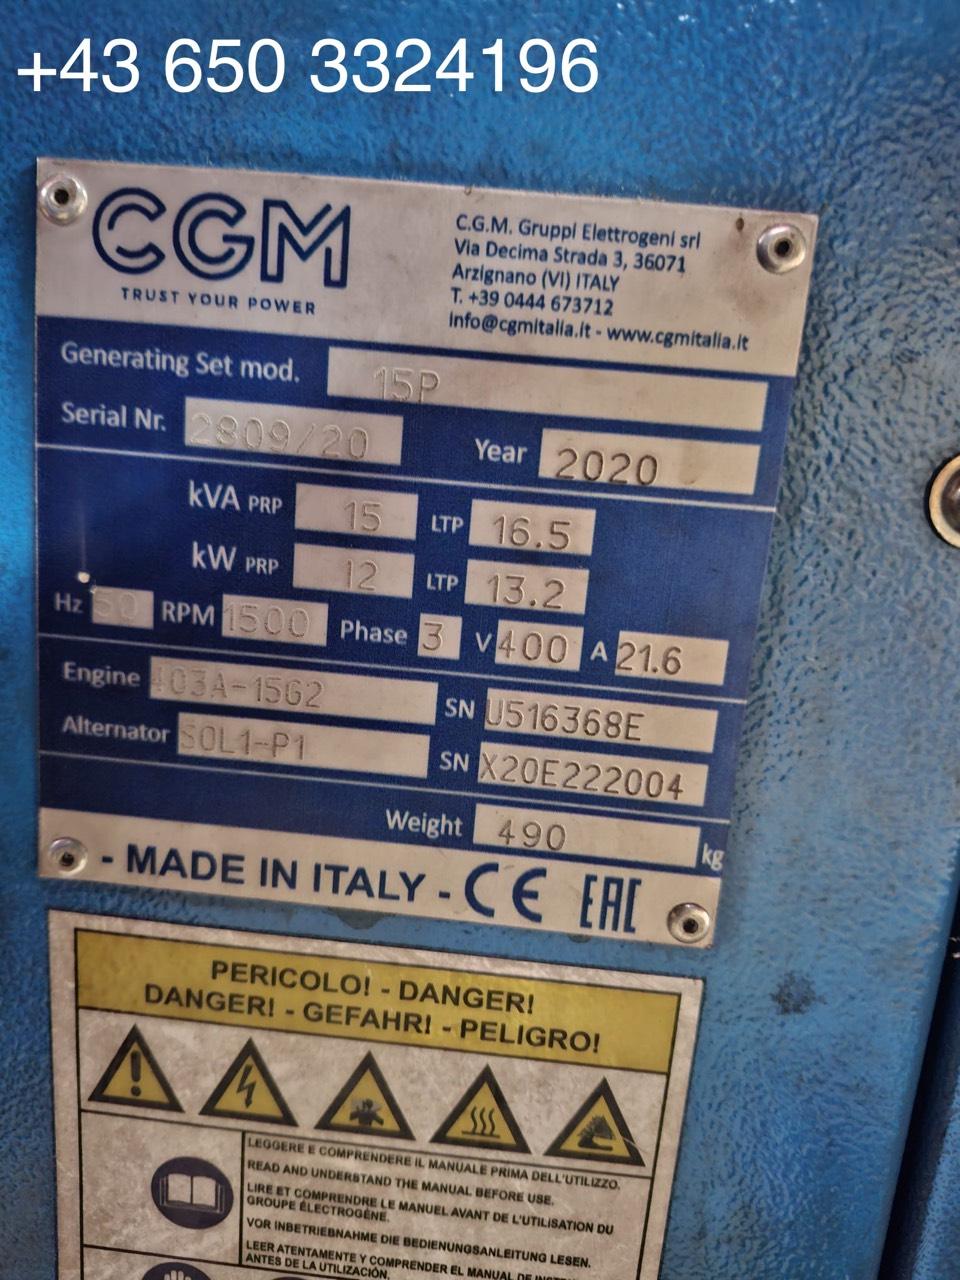 +43 650 3324196
CGM
TRUST YOUR POWER
C.G.M. Gruppi Elettrogeni srl
Via Decima Strada 3, 36071
Arzignano (VI) ITALY
T. +39 0444 673712
info@cgmitalia.it - www.cgmitalia.it
Generating Set mod. 15P
Serial Nr. 2809/20 Year 2020
kVA PRP 15 LTP 16.5
kW PRP 12 LTP 13.2
Hz 50 RPM 1500 Phase 3 V 400 A 21.6
Engine 403A-15G2 SN U516368E
Alternator SOL1-P1 SN X20E222004
Weight 490 kg
- MADE IN ITALY - CE EAC
PERICOLO! - DANGER!
DANGER! - GEFAHR! - PELIGRO!
LEGGERE E COMPRENDERE IL MANUALE PRIMA DELL'UTILIZZO.
READ AND UNDERSTAND THE MANUAL BEFORE USE.
LIRE ET COMPRENDRE LE MANUEL AVANT DE L'UTILISATION DU
GROUPE ÉLECTROGÈNE.
VOR INBETRIEBNAHME DIE BEDIENUNGSANLEITUNG LESEN.
LEER ATENTAMENTE Y COMPRENDER EL MANUAL DE
ANTES DE LA UTILIZACIÓN.